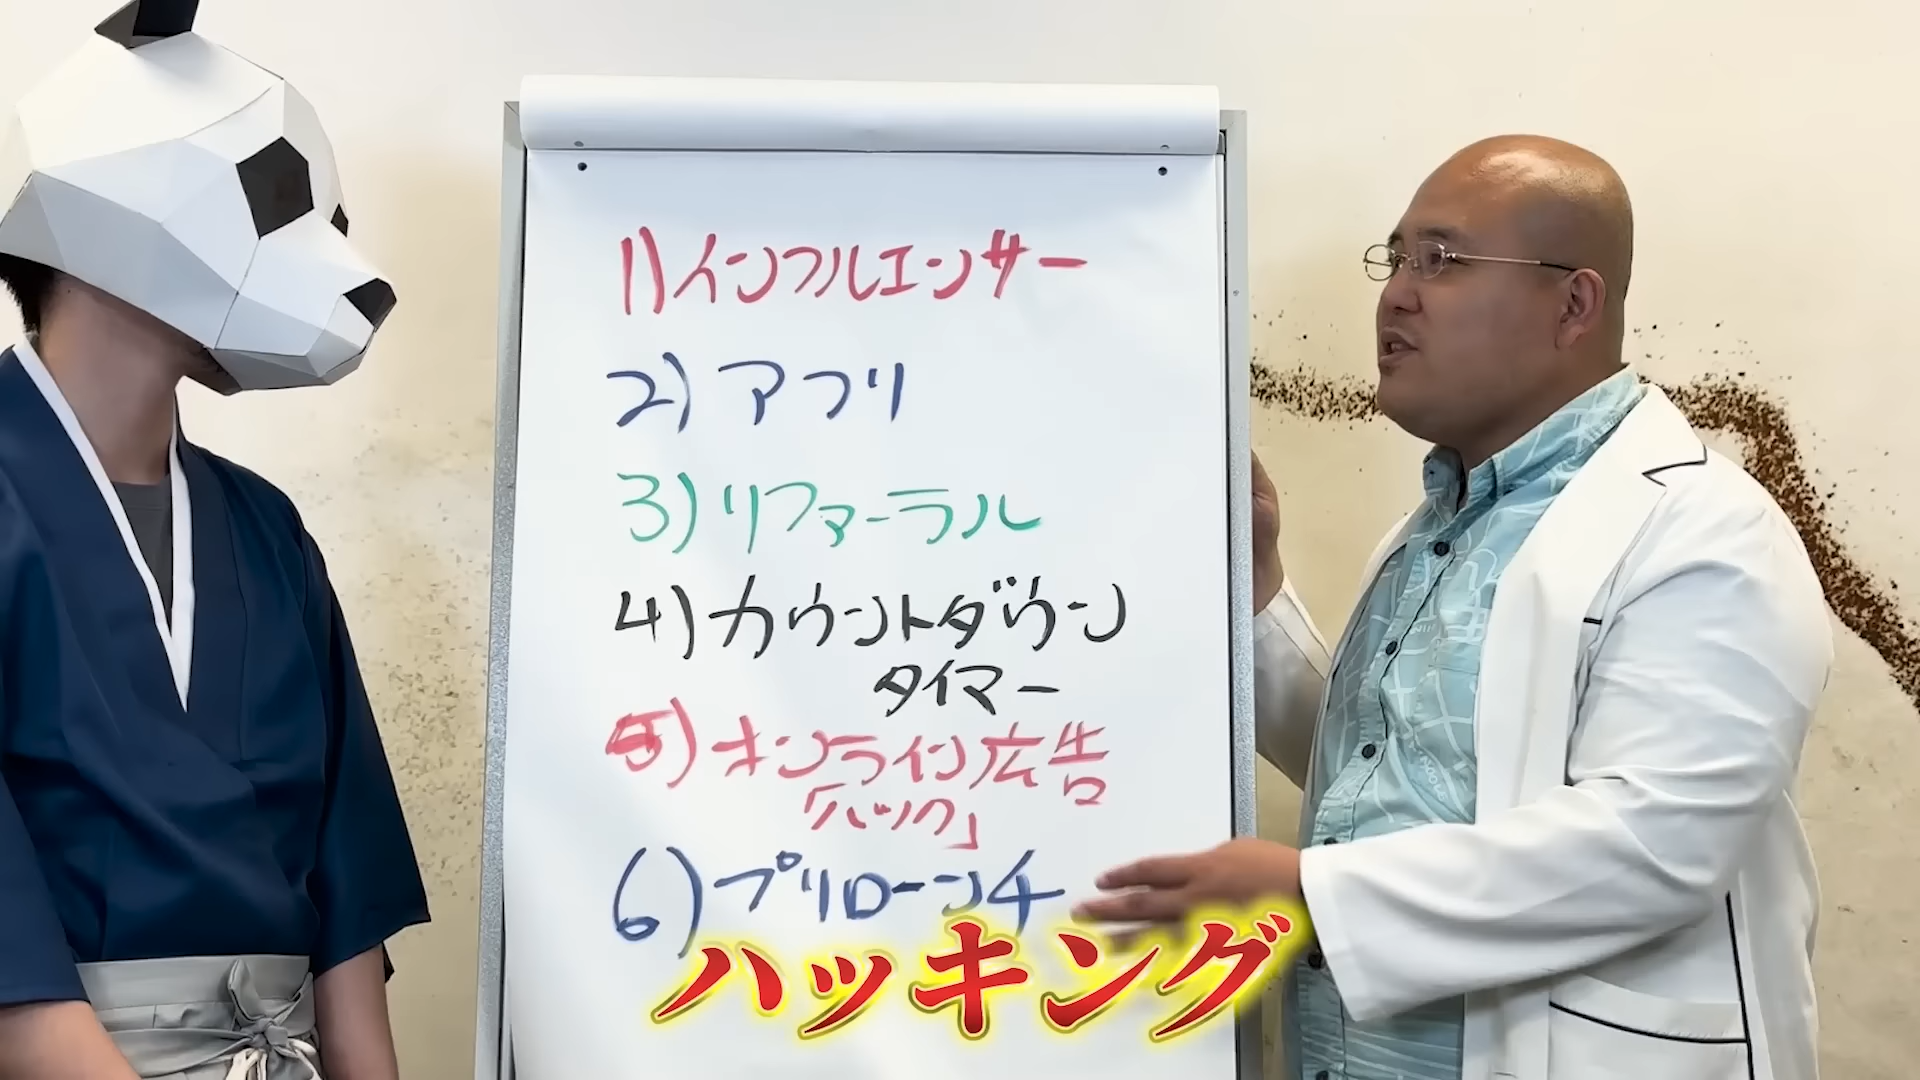 1) インフルエンサー
2) アプリ
3) リファーラル
4) カウントダウン
タイマー
5) オンライン広告
「ハック」
6) プリローンチ
ハッキング